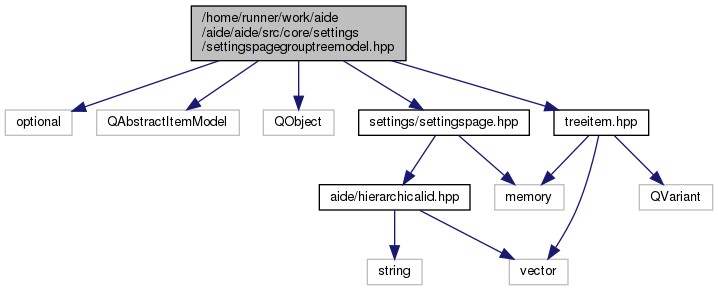 /home/runner/work/aide
/aide/aide/src/core/settings
/settingspagegrouptreemodel.hpp
optional
QAbstractItemModel
QObject
settings/settingspage.hpp
treeitem.hpp
aide/hierarchicalid.hpp
memory
QVariant
string
vector